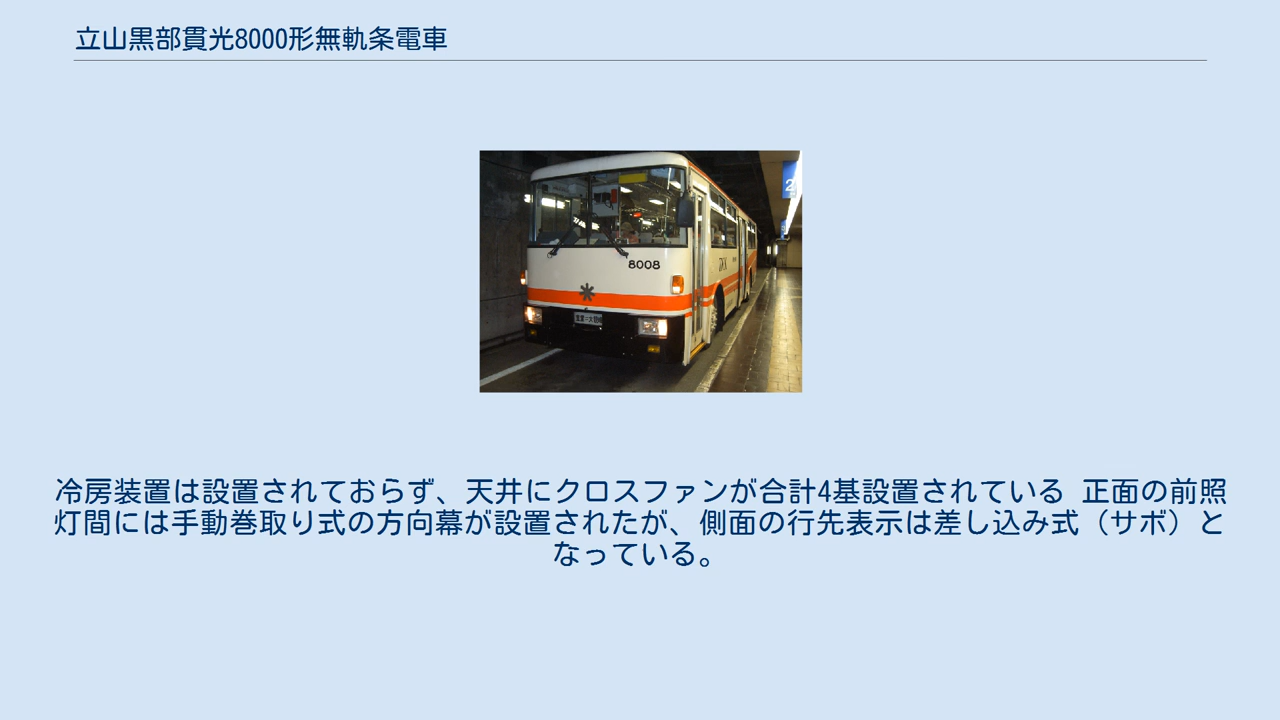 立山黒部貫光8000形無軌条電車
2
8008
冷房装置は設置されておらず、天井にクロスファンが合計4基設置されている 正面の前照
灯間には手動巻取り式の方向幕が設置されたが、側面の行先表示は差し込み式（サボ）と
なっている。